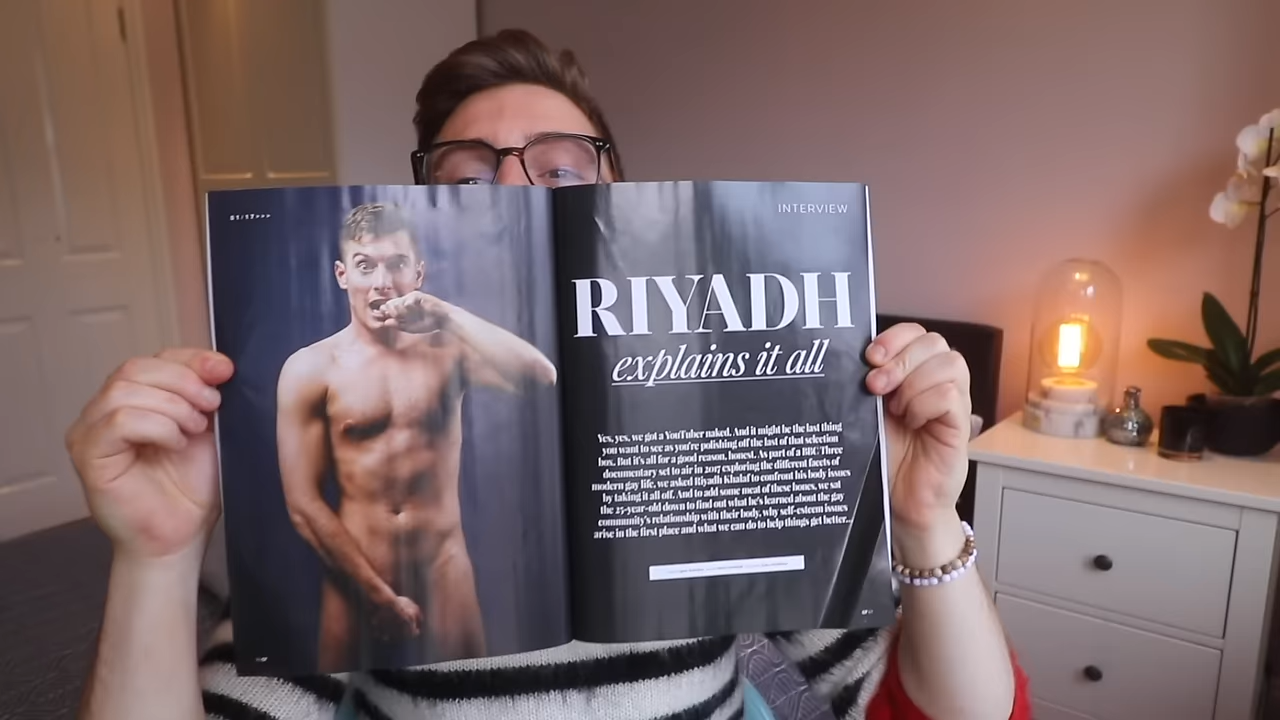 INTERVIEW
RIYADH
explains it all
Yes, yes, we got a YouTuber naked. And it might be the last thing
you want to see as you're polishing off the last of that selection
box. But it's all for a good reason, honest. As part of a BBC Three
documentary set to air in 2017 exploring the different facets of
modern gay life, we asked Riyadh Khalaf to confront his body issues
by taking it all off. And to add some meat of these bones, we sat
the 25-year-old down to find out what he's learned about the gay
community's relationship with their body, why self-esteem issues
arise in the first place and what we can do to help things get better...